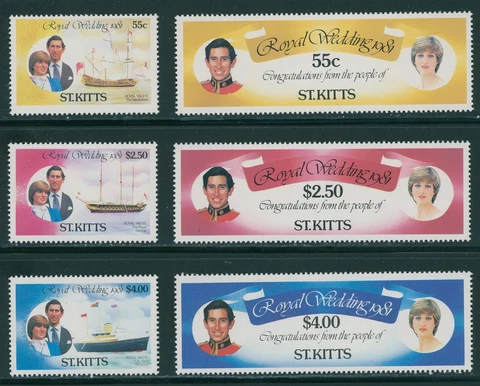 Royal Wedding 1981
55c
ST.KITTS
Royal Wedding 1981
55c
Congratulations from the people of
ST.KITTS
Royal Wedding 1981
$2.50
ROYAL YACHT
ST.KITTS
Royal Wedding 1981
$2.50
Congratulations from the people of
ST.KITTS
Royal Wedding 1981
$4.00
ST.KITTS
Royal Wedding 1981
$4.00
Congratulations from the people of
ST.KITTS